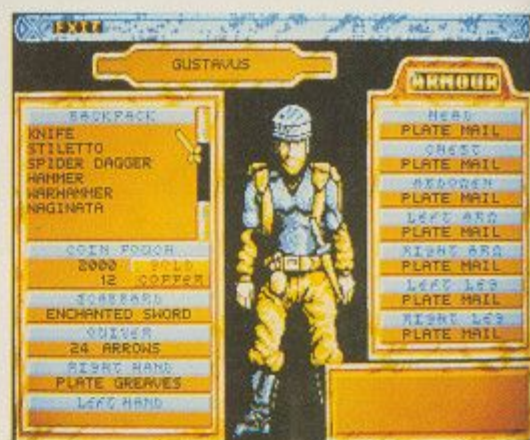 EXIT
GUSTAVUS
BACKPACK
KNIFE
STILETTO
SPIDER DAGGER
HAMMER
WARHAMMER
NAGINATA
COIN POUCH
2000 GOLD
12 COPPER
SCABBARD
ENCHANTED SWORD
QUIVER
24 ARROWS
RIGHT HAND
PLATE GREAVES
LEFT HAND
ARMOUR
HEAD
PLATE MAIL
CHEST
PLATE MAIL
ABDOMEN
PLATE MAIL
LEFT ARM
PLATE MAIL
RIGHT ARM
PLATE MAIL
LEFT LEG
PLATE MAIL
RIGHT LEG
PLATE MAIL